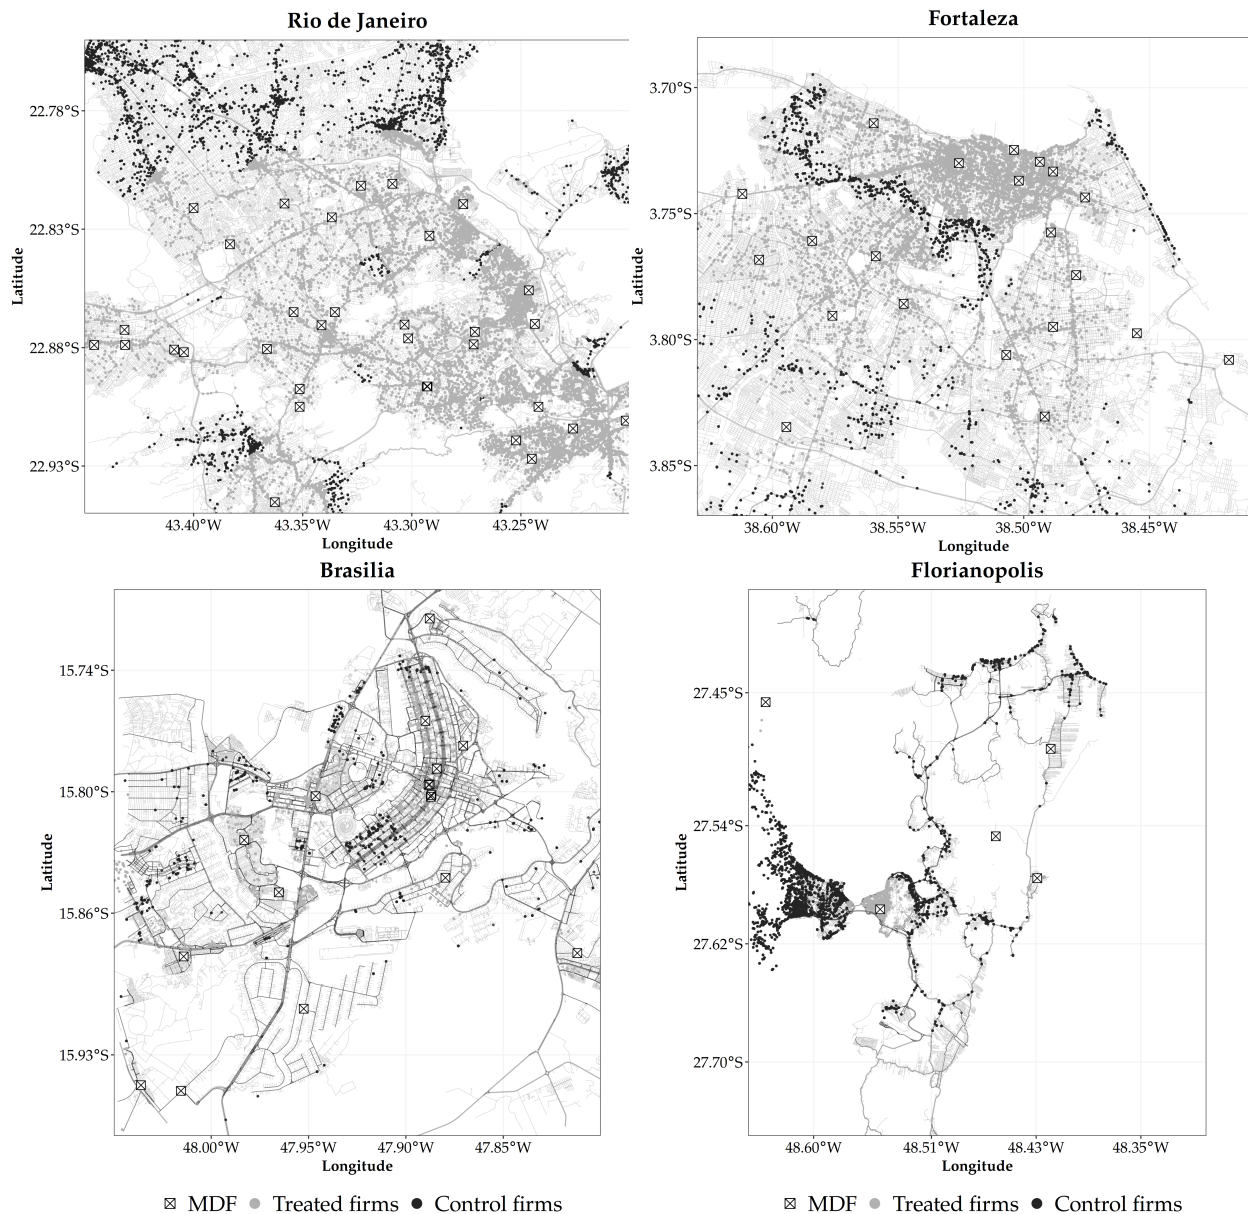 Rio de Janeiro
22.78°S
22.83°S
22.88°S
22.93°S
Latitude
43.40°W 43.35°W 43.30°W 43.25°W
Longitude
Fortaleza
3.70°S
3.75°S
3.80°S
3.85°S
Latitude
38.60°W 38.55°W 38.50°W 38.45°W
Longitude
Brasilia
15.74°S
15.80°S
15.86°S
15.93°S
Latitude
48.00°W 47.95°W 47.90°W 47.85°W
Longitude
Florianopolis
27.45°S
27.54°S
27.62°S
27.70°S
Latitude
48.60°W 48.51°W 48.43°W 48.35°W
Longitude
MDF Treated firms Control firms
MDF Treated firms Control firms